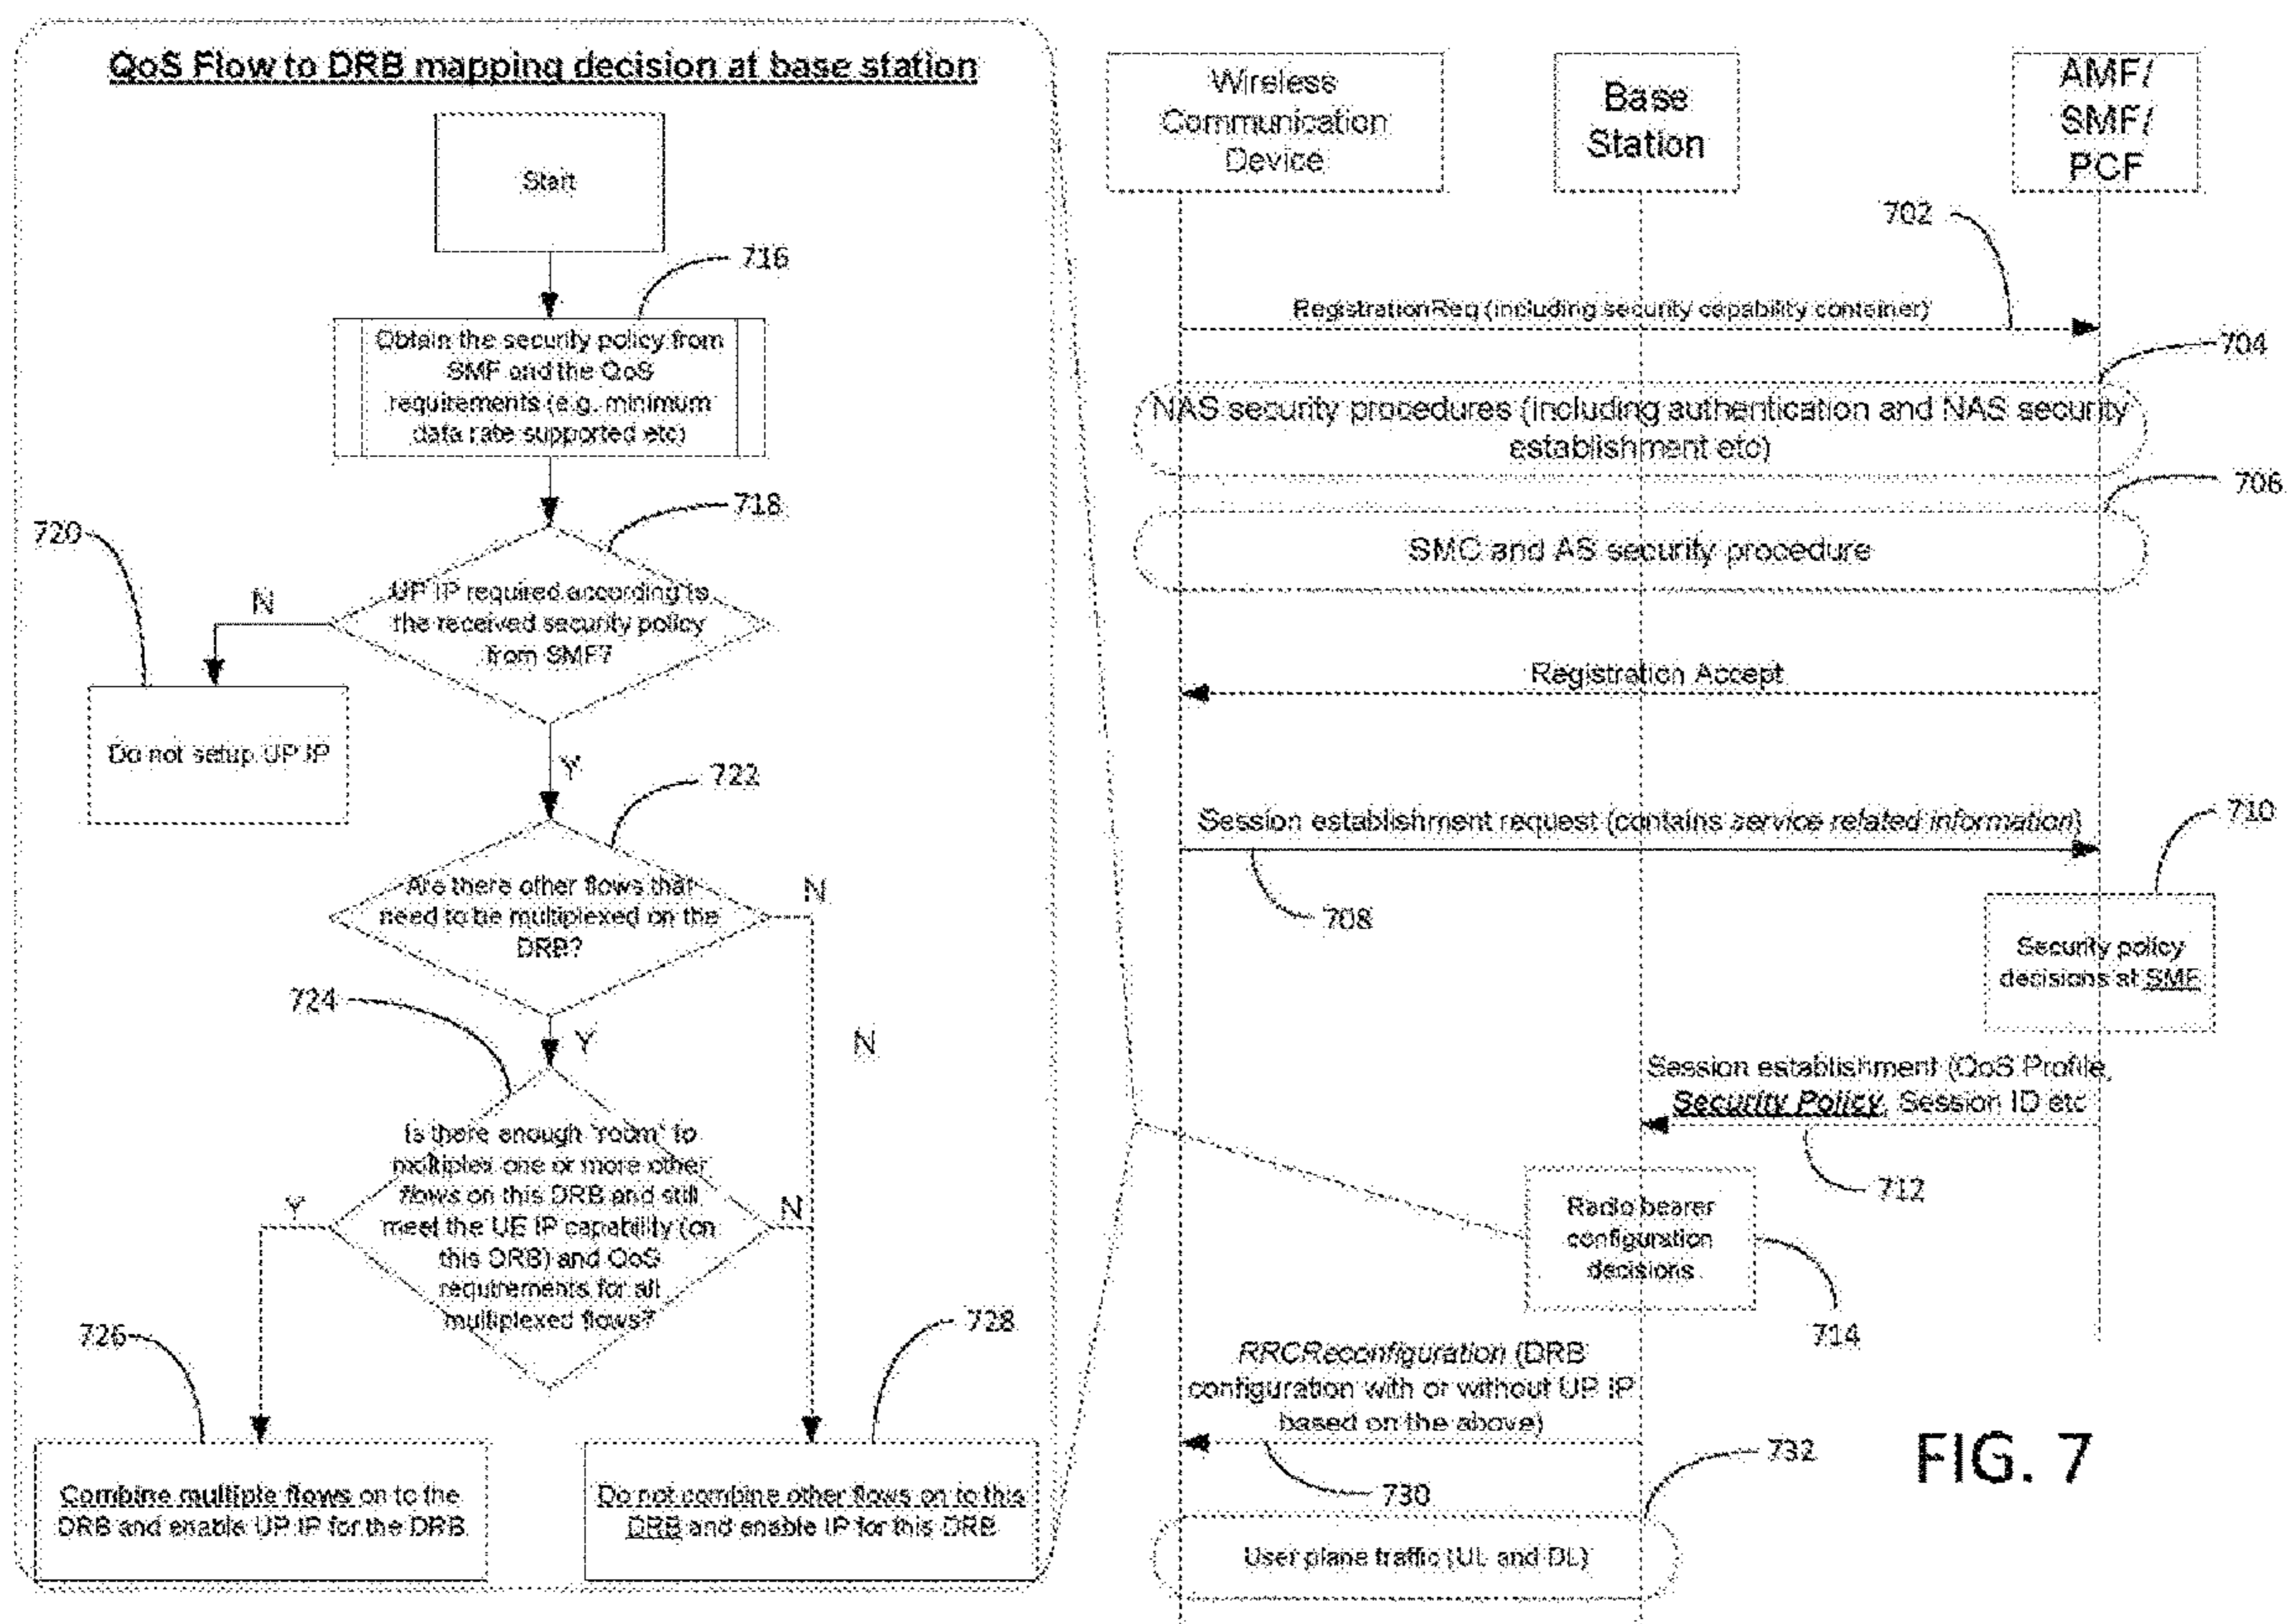 QoS Flow to DRB mapping decision at base station
Start
716
Obtain the security policy from
SMF and the QoS
requirements (e.g. minimum
data rate supported etc)
718
720
UP IP required according to
the received security policy
from SMF?
N
Do not setup UP IP
Y
722
Are there other flows that
need to be multiplexed on the
DRB?
N
724
Y
N
Is there enough 'room' to
multiplex one or more other
flows on this DRB and still
meet the UE IP capability (on
this DRB) and QoS
requirements for all
multiplexed flows?
Y
N
726
728
Combine multiple flows on to the
DRB and enable UP IP for the DRB
Do not combine other flows on to this
DRB and enable IP for this DRB
Wireless
Communication
Device
Base
Station
AMF/
SMF/
PCF
702
RegistrationReq (including security capability container)
704
NAS security procedures (including authentication and NAS security
establishment etc)
706
SMC and AS security procedure
Registration Accept
Session establishment request (contains service related information)
708
710
Security policy
decisions at SMF
Session establishment (QoS Profile,
Security Policy, Session ID etc
712
Radio bearer
configuration
decisions
714
RRCReconfiguration (DRB
configuration with or without UP IP
based on the above)
730
732
User plane traffic (UL and DL)
FIG. 7